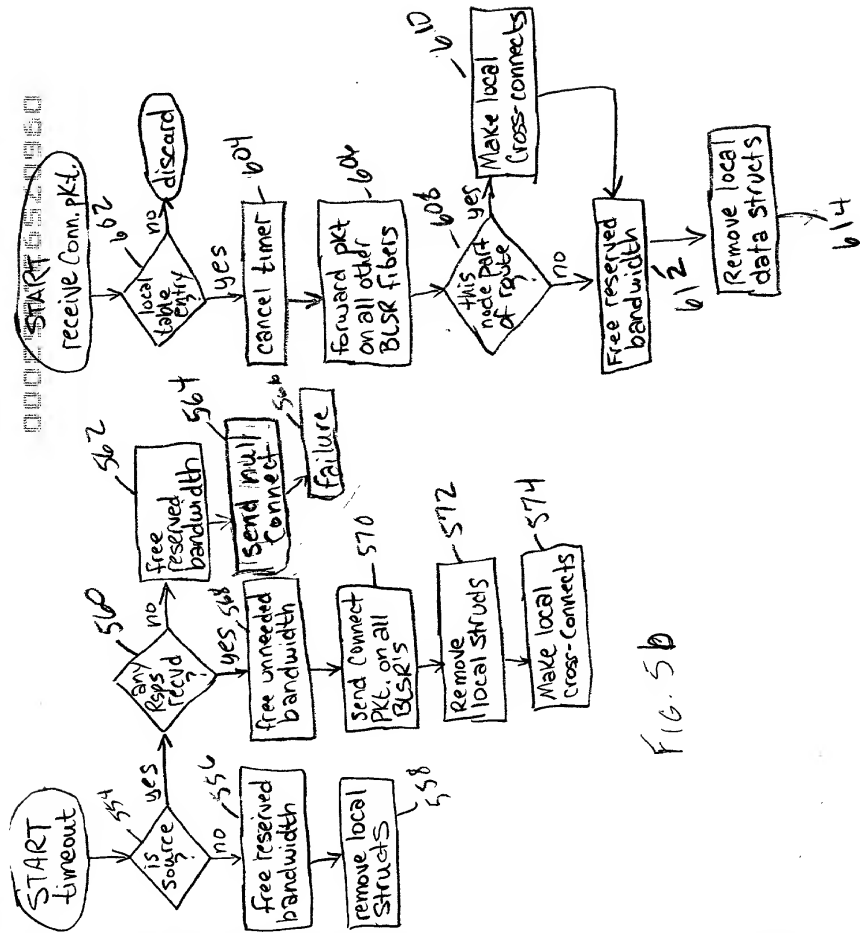 START
timeout
554
is
source?
yes
no
556
free reserved
bandwidth
remove local
structs
558
560
any
Rsps
recvd
?
no
562
free
reserved
bandwidth
564
send null
Connect
566
failure
yes 568
free unneeded
bandwidth
send Connect
PKt. on all
BLSR's
570
Remove
local structs
572
Make local
cross-connects
574
START
receive Conn. pkt.
602
local
table
entry
?
no
discard
yes
cancel timer
604
forward pkt
on all other
BLSR fibers
606
608
this
node part
of route
?
yes
610
Make local
Cross-connects
no
Free reserved
bandwidth
612
Remove local
data structs
614
FIG. 5b